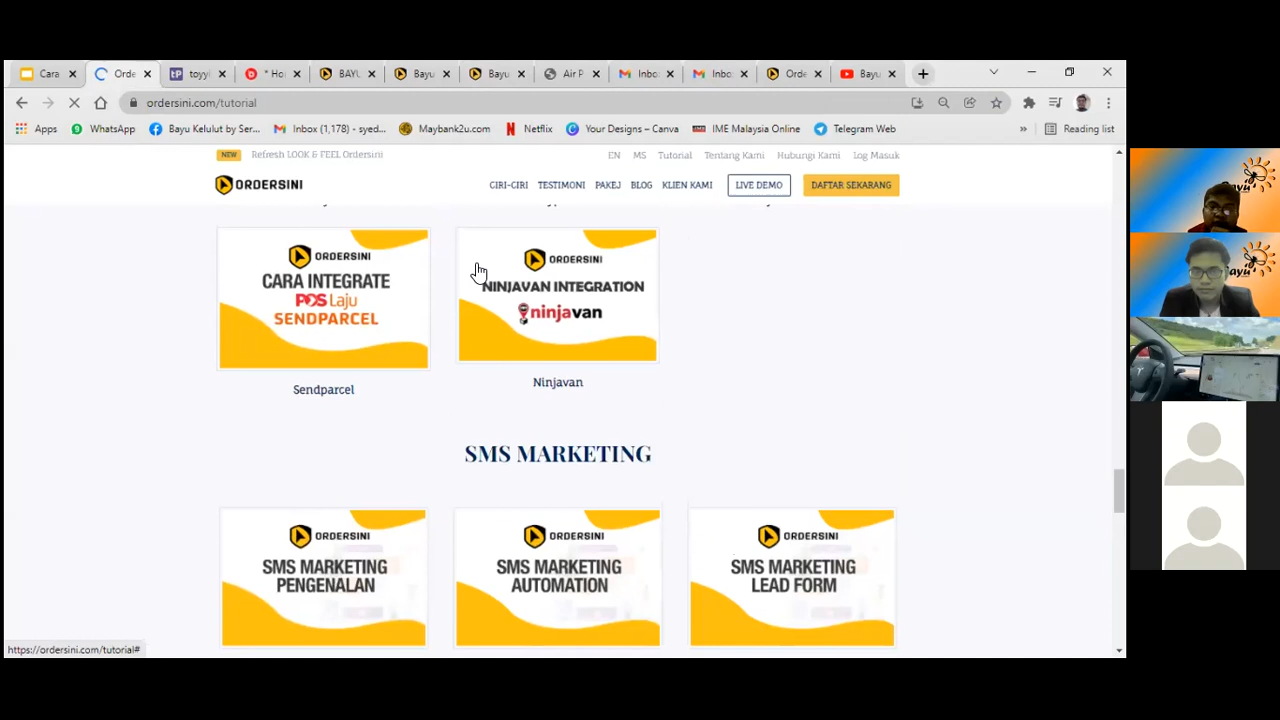 Cara
Orde
toyyi
* Ho
BAYU
Bayu
Bayu
Air P
Inbo
Inbo
Orde
Bayu
ordersini.com/tutorial
Apps
WhatsApp
Bayu Kelulut by Ser...
Inbox (1,178) - syed...
Maybank2u.com
Netflix
Your Designs – Canva
IME Malaysia Online
Telegram Web
»
Reading list
NEW
Refresh LOOK & FEEL Ordersini
EN
MS
Tutorial
Tentang Kami
Hubungi Kami
Log Masuk
ORDERSINI
CIRI-CIRI
TESTIMONI
PAKEJ
BLOG
KLIEN KAMI
LIVE DEMO
DAFTAR SEKARANG
ORDERSINI
CARA INTEGRATE
POS Laju
SENDPARCEL
Sendparcel
ORDERSINI
NINJAVAN INTEGRATION
ninjavan
Ninjavan
SMS MARKETING
ORDERSINI
SMS MARKETING
PENGENALAN
ORDERSINI
SMS MARKETING
AUTOMATION
ORDERSINI
SMS MARKETING
LEAD FORM
https://ordersini.com/tutorial#